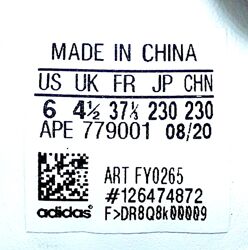 MADE IN CHINA
US UK FR JP CHN
6 4½ 37⅓ 230 230
APE 779001 08/20
ART FY0265
#126474872
adidas F>DR8Q8k00009